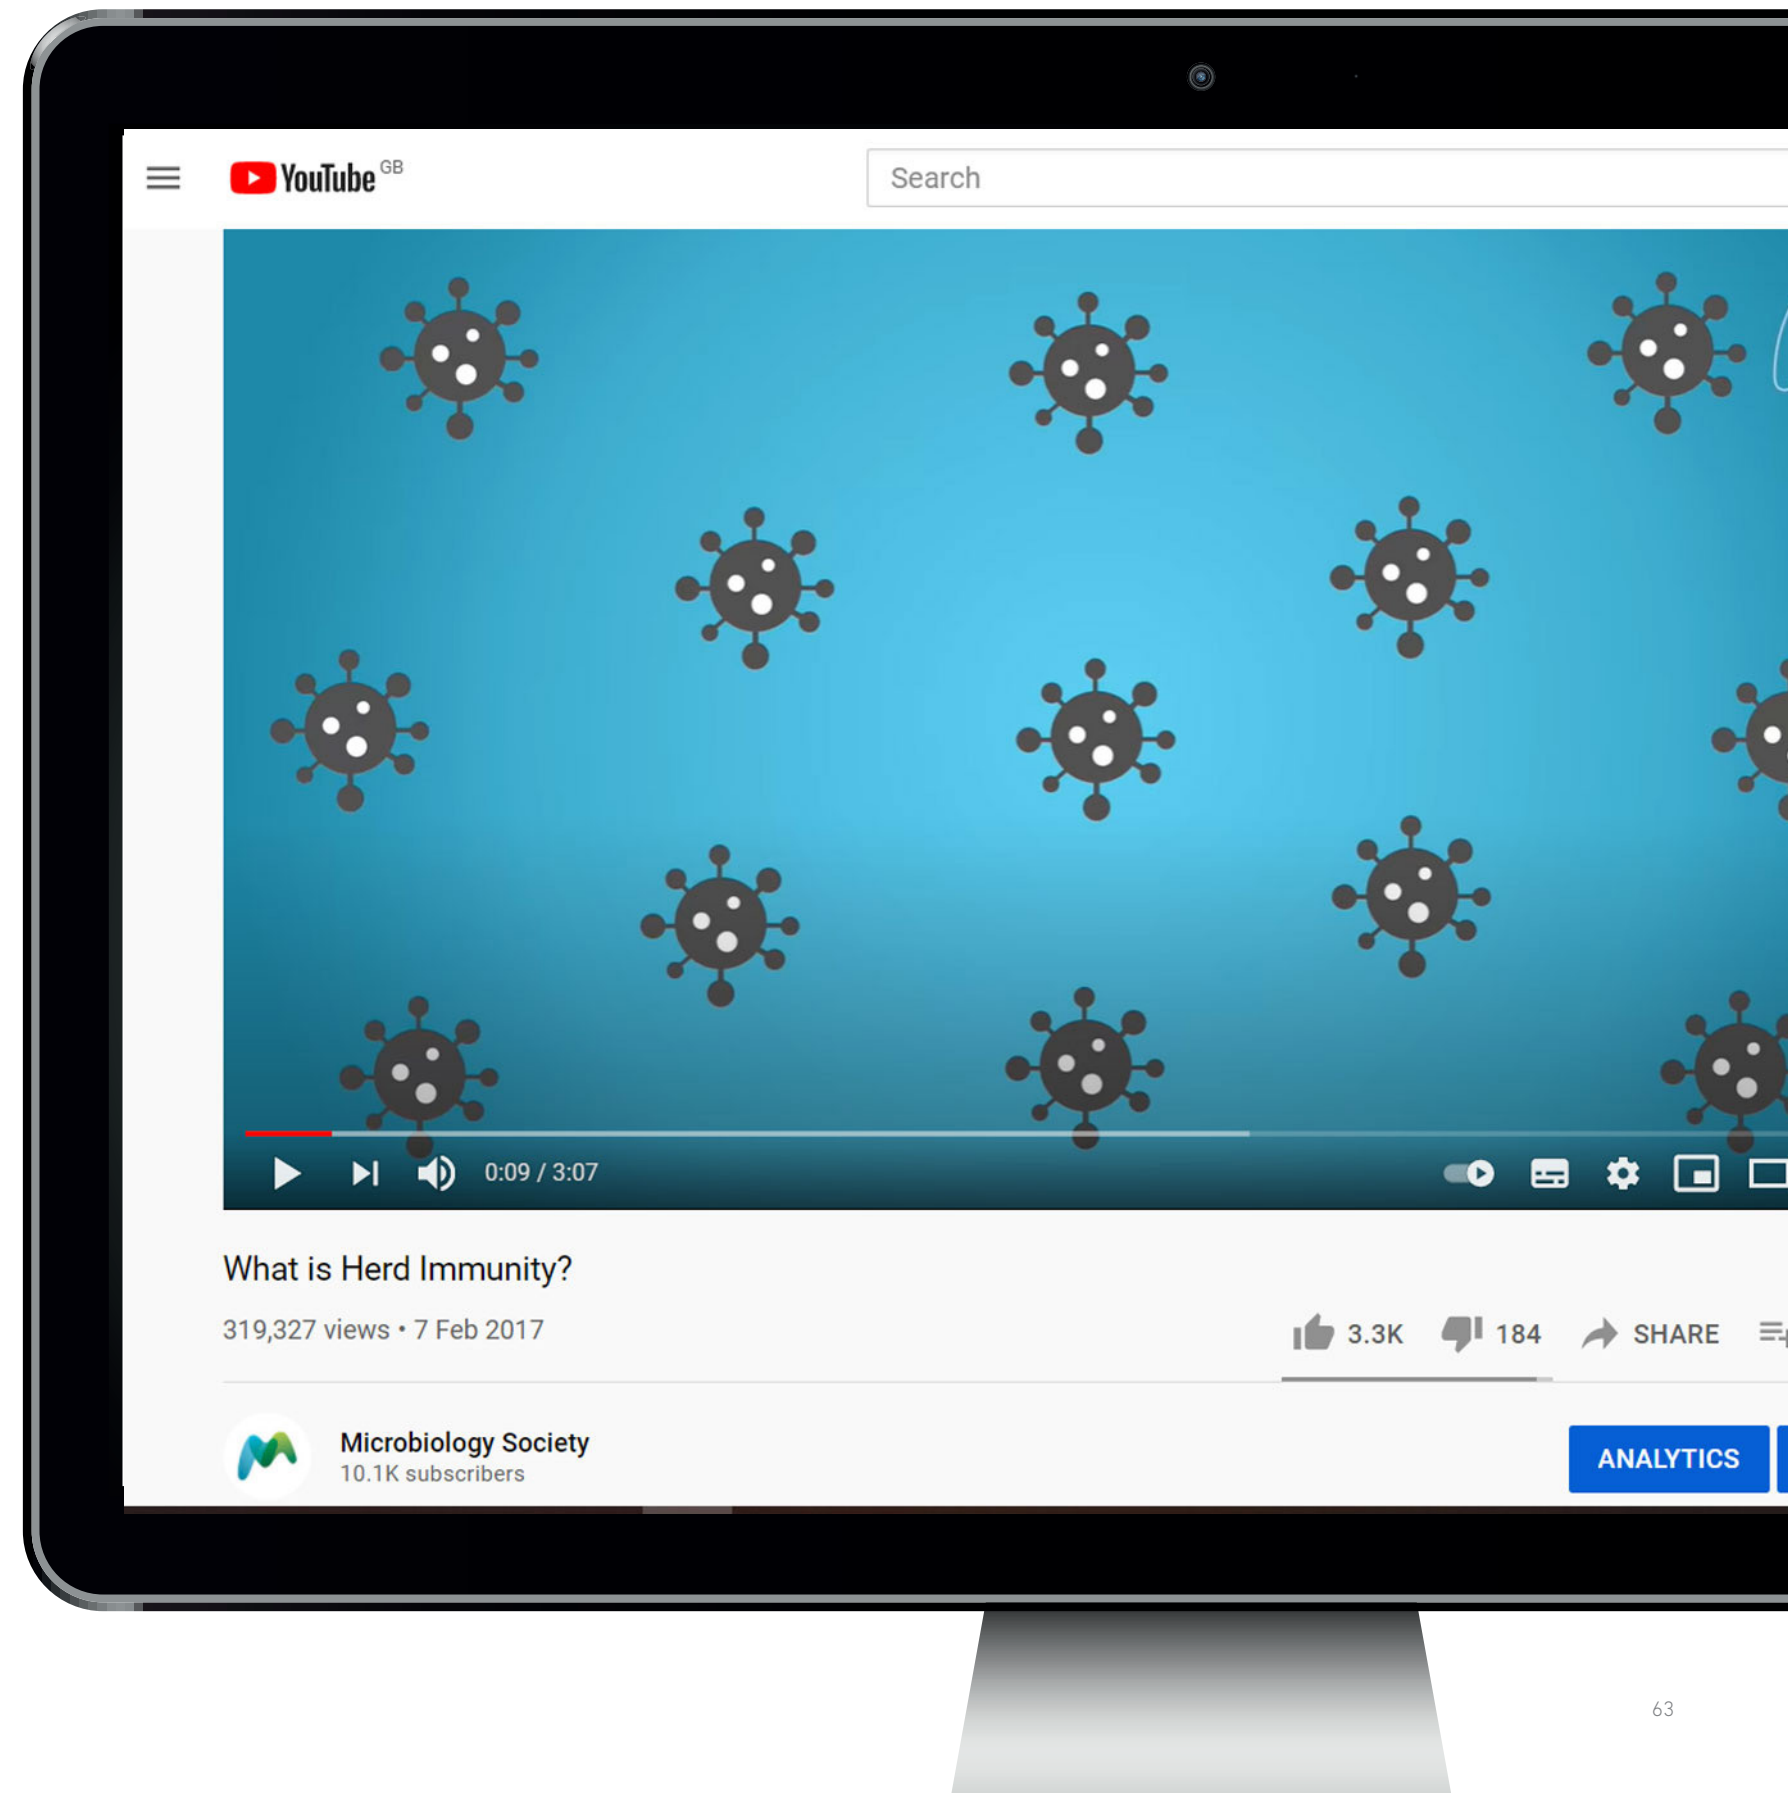 YouTube GB
Search
0:09 / 3:07
What is Herd Immunity?
319,327 views • 7 Feb 2017
3.3K 184 SHARE
Microbiology Society
10.1K subscribers
ANALYTICS
63